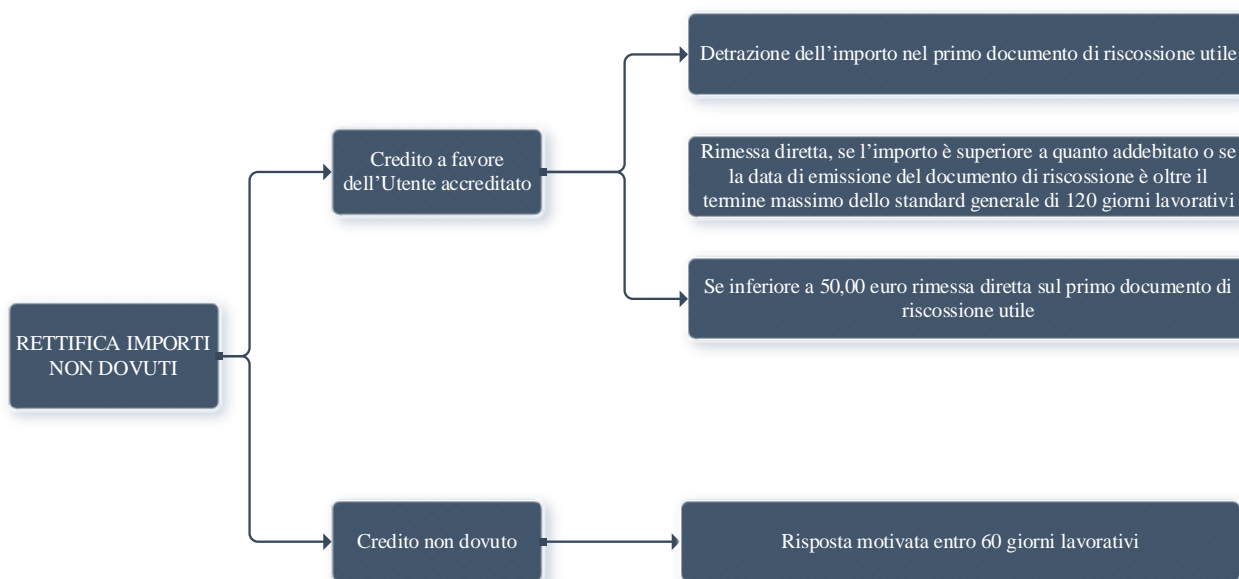 RETTIFICA IMPORTI
NON DOVUTI
Credito a favore
dell’Utente accreditato
Detrazione dell’importo nel primo documento di riscossione utile
Rimessa diretta, se l’importo è superiore a quanto addebitato o se
la data di emissione del documento di riscossione è oltre il
termine massimo dello standard generale di 120 giorni lavorativi
Se inferiore a 50,00 euro rimessa diretta sul primo documento di
riscossione utile
Credito non dovuto
Risposta motivata entro 60 giorni lavorativi